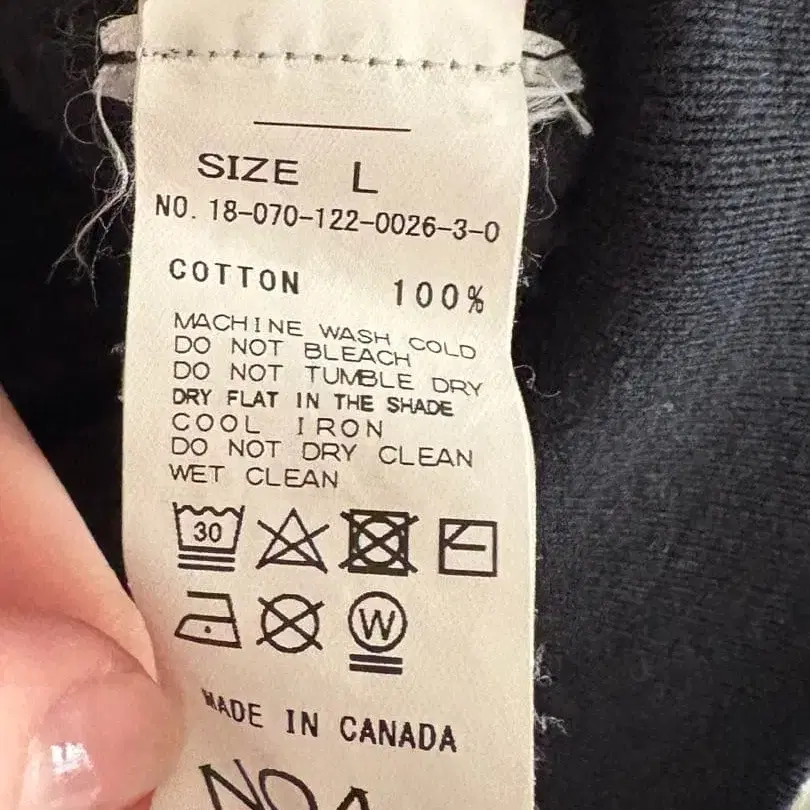 SIZE L
NO. 18-070-122-0026-3-0
COTTON 100%
MACHINE WASH COLD
DO NOT BLEACH
DO NOT TUMBLE DRY
DRY FLAT IN THE SHADE
COOL IRON
DO NOT DRY CLEAN
WET CLEAN
30
W
MADE IN CANADA